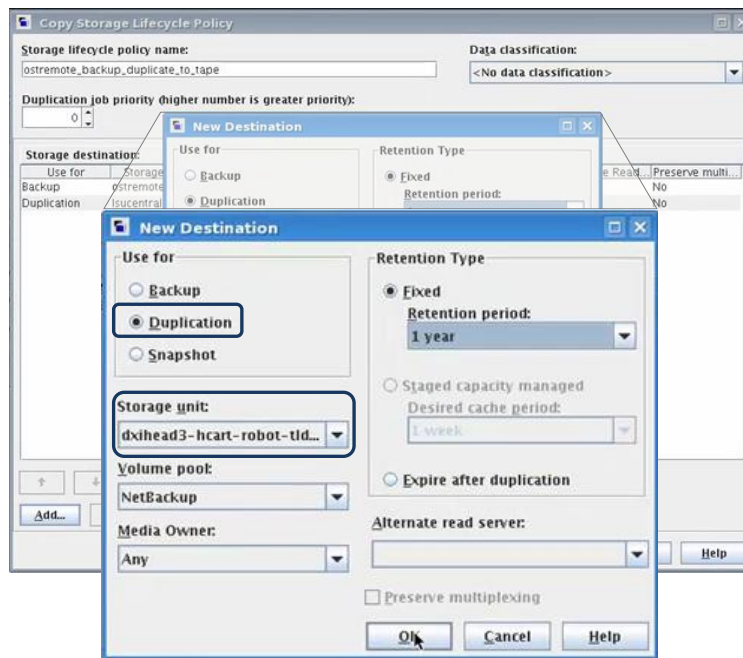 Copy Storage Lifecycle Policy
Storage lifecycle policy name:
Data classification:
ostremote_backup_duplicate_to_tape
<No data classification>
Duplication job priority (higher number is greater priority):
0
New Destination
Storage destination:
Use for
Retention Type
Use for Storage
e Read... Preserve multi...
Backup
Fixed
Backup ostremote
No
Retention period:
Duplication lsucentral
Duplication
No
New Destination
Use for
Retention Type
Backup
Fixed
Duplication
Retention period:
1 year
Snapshot
Staged capacity managed
Storage unit:
Desired cache period:
dxihead3-hcart-robot-tld...
1 week
Volume pool:
Expire after duplication
NetBackup
Add...
Media Owner:
Alternate read server:
Any
Help
Preserve multiplexing
OK
Cancel
Help